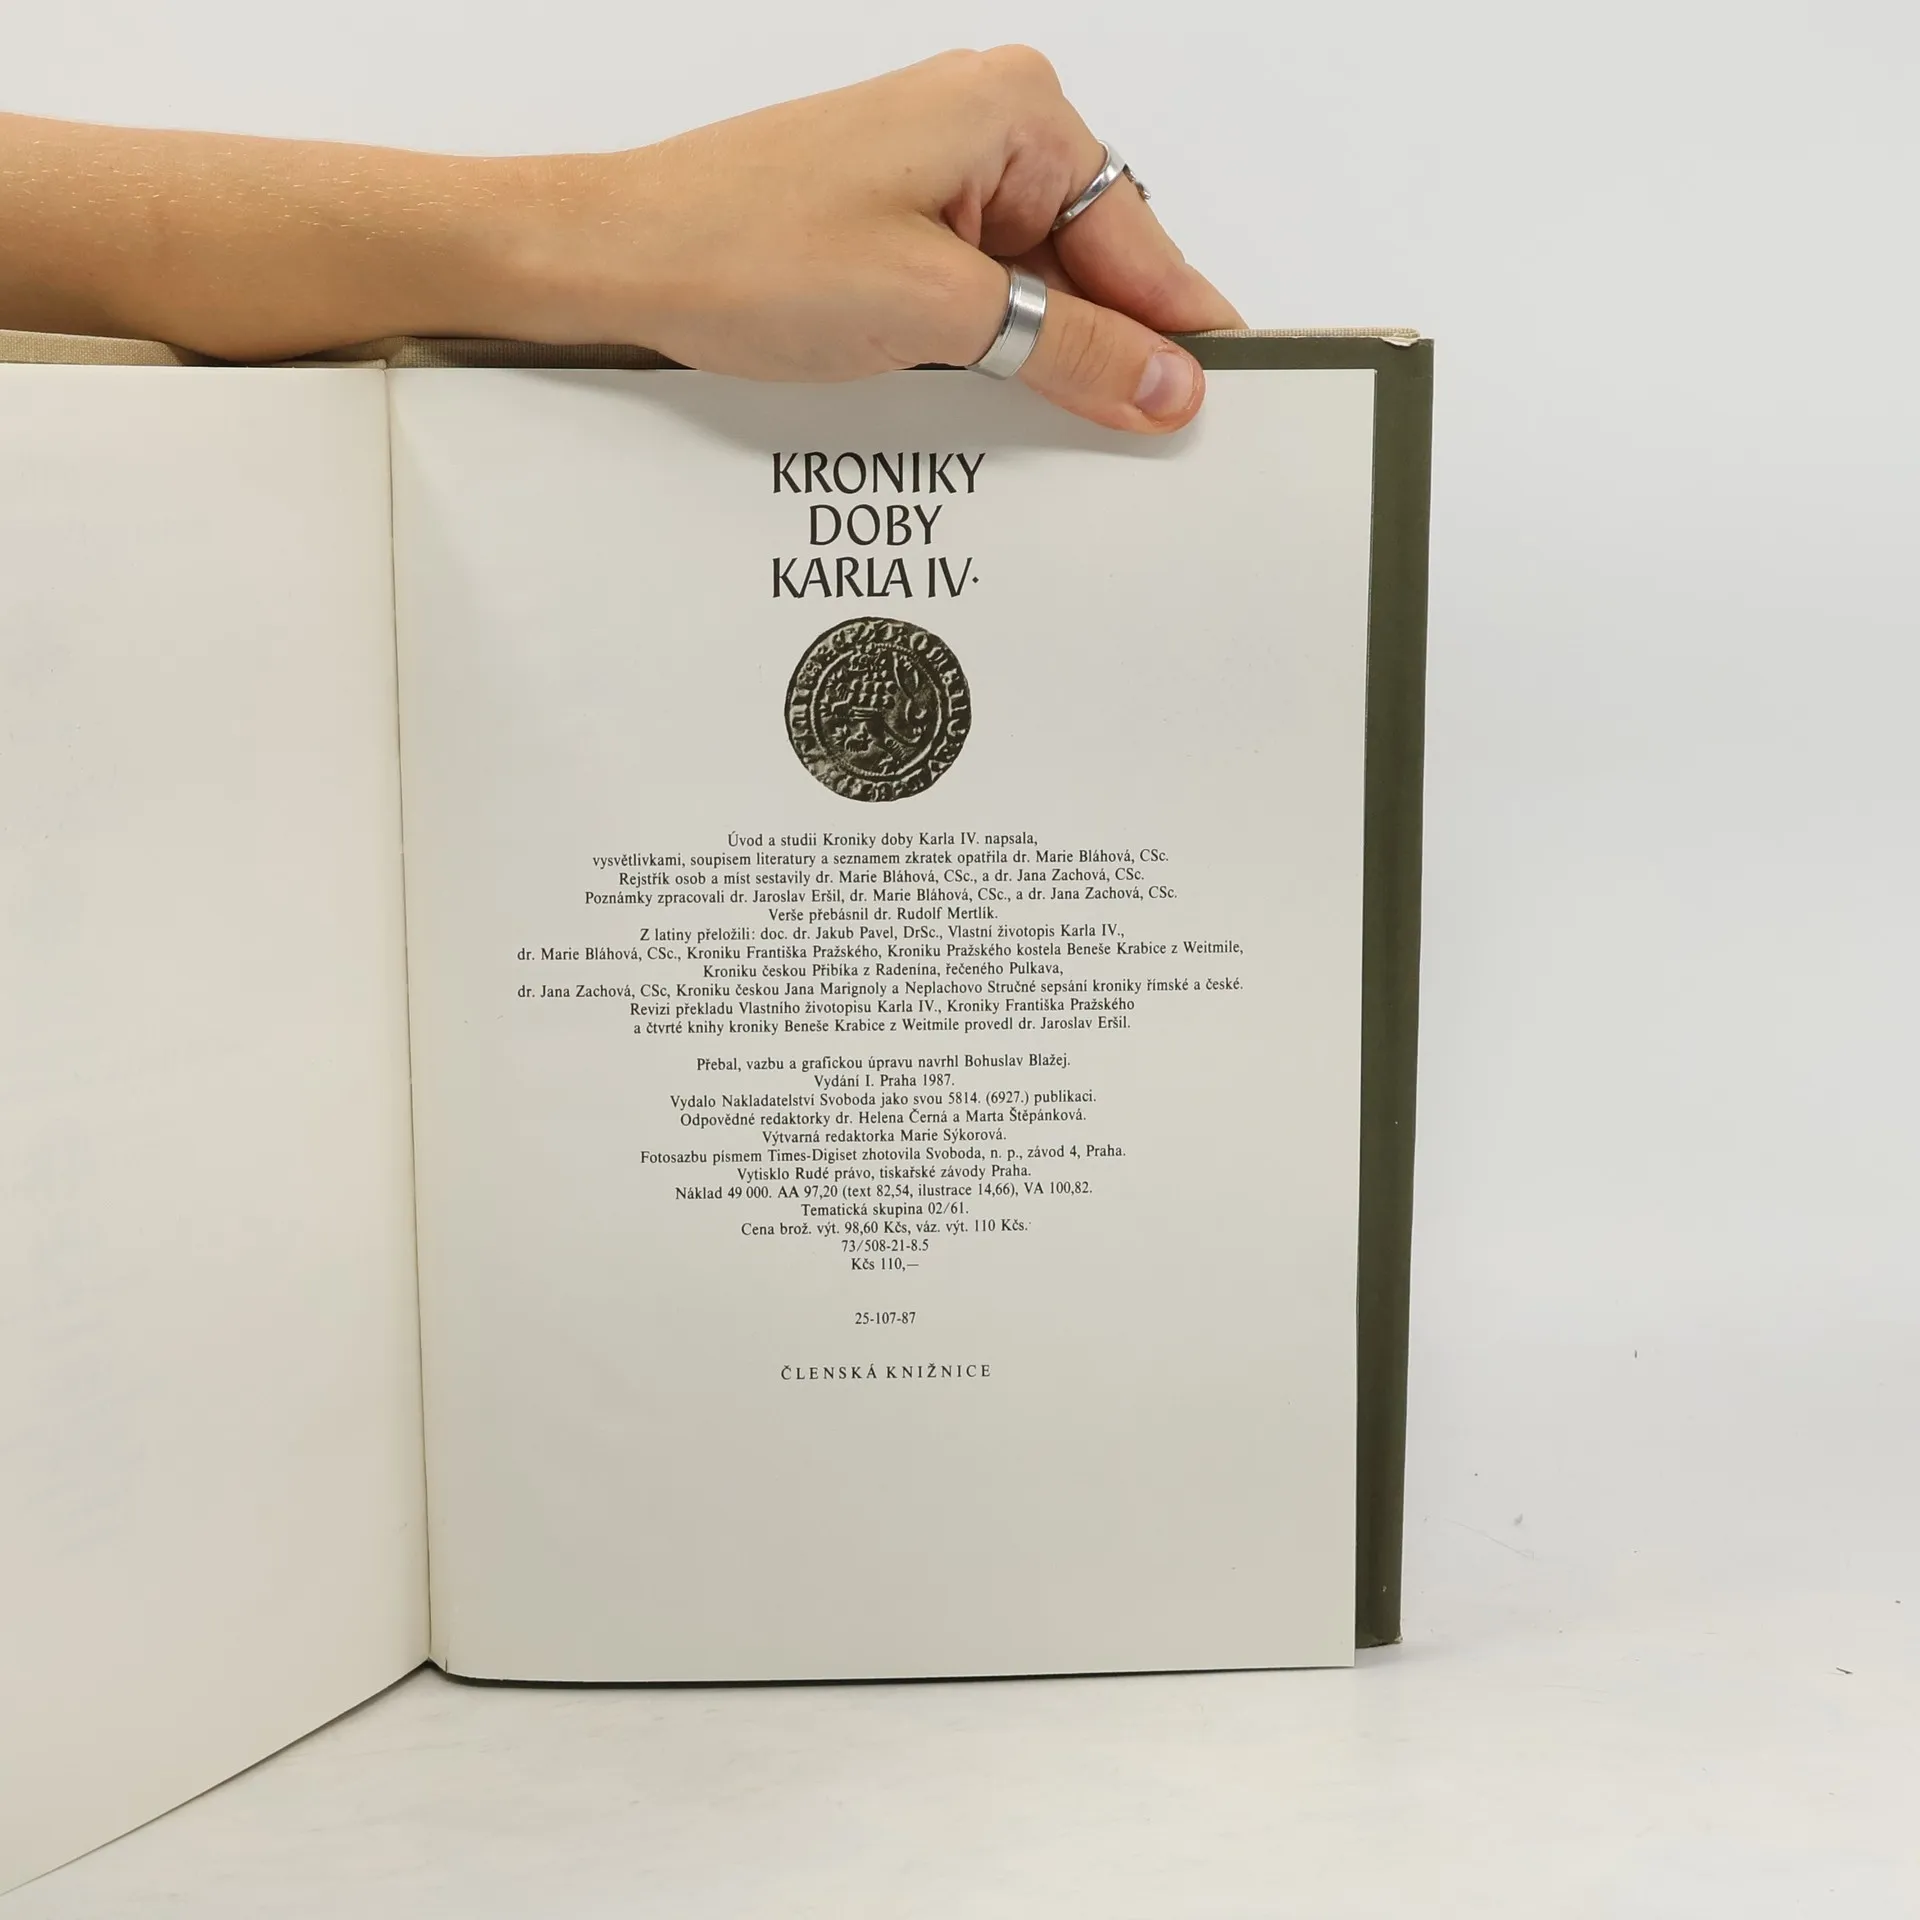 KRONIKY
DOBY
KARLA IV.
Úvod a studii Kroniky doby Karla IV. napsala,
vysvětlivkami, soupisem literatury a seznamem zkratek opatřila dr. Marie Bláhová, CSc.
Rejstřík osob a míst sestavily dr. Marie Bláhová, CSc., a dr. Jana Zachová, CSc.
Poznámky zpracovali dr. Jaroslav Eršil, dr. Marie Bláhová, CSc., a dr. Jana Zachová, CSc.
Verše přebásnil dr. Rudolf Mertlík.
Z latiny přeložili: doc. dr. Jakub Pavel, DrSc., Vlastní životopis Karla IV.,
dr. Marie Bláhová, CSc., Kroniku Františka Pražského, Kroniku Pražského kostela Beneše Krabice z Weitmile,
Kroniku českou Přibíka z Radenína, řečeného Pulkava,
dr. Jana Zachová, CSc, Kroniku českou Jana Marignoly a Neplachovo Stručné sepsání kroniky římské a české.
Revizi překladu Vlastního životopisu Karla IV., Kroniky Františka Pražského
a čtvrté knihy kroniky Beneše Krabice z Weitmile provedl dr. Jaroslav Eršil.
Přebal, vazbu a grafickou úpravu navrhl Bohuslav Blažej.
Vydání I. Praha 1987.
Vydalo Nakladatelství Svoboda jako svou 5814. (6927.) publikaci.
Odpovědné redaktorky dr. Helena Černá a Marta Štěpánková.
Výtvarná redaktorka Marie Sýkorová.
Fotosazbu písmem Times-Digiset zhotovila Svoboda, n. p., závod 4, Praha.
Vytisklo Rudé právo, tiskařské závody Praha.
Náklad 49 000. AA 97,20 (text 82,54, ilustrace 14,66), VA 100,82.
Tematická skupina 02/61.
Cena brož. výt. 98,60 Kčs, váz. výt. 110 Kčs.
73/508-21-8.5
Kčs 110,—
25-107-87
ČLENSKÁ KNIŽNICE